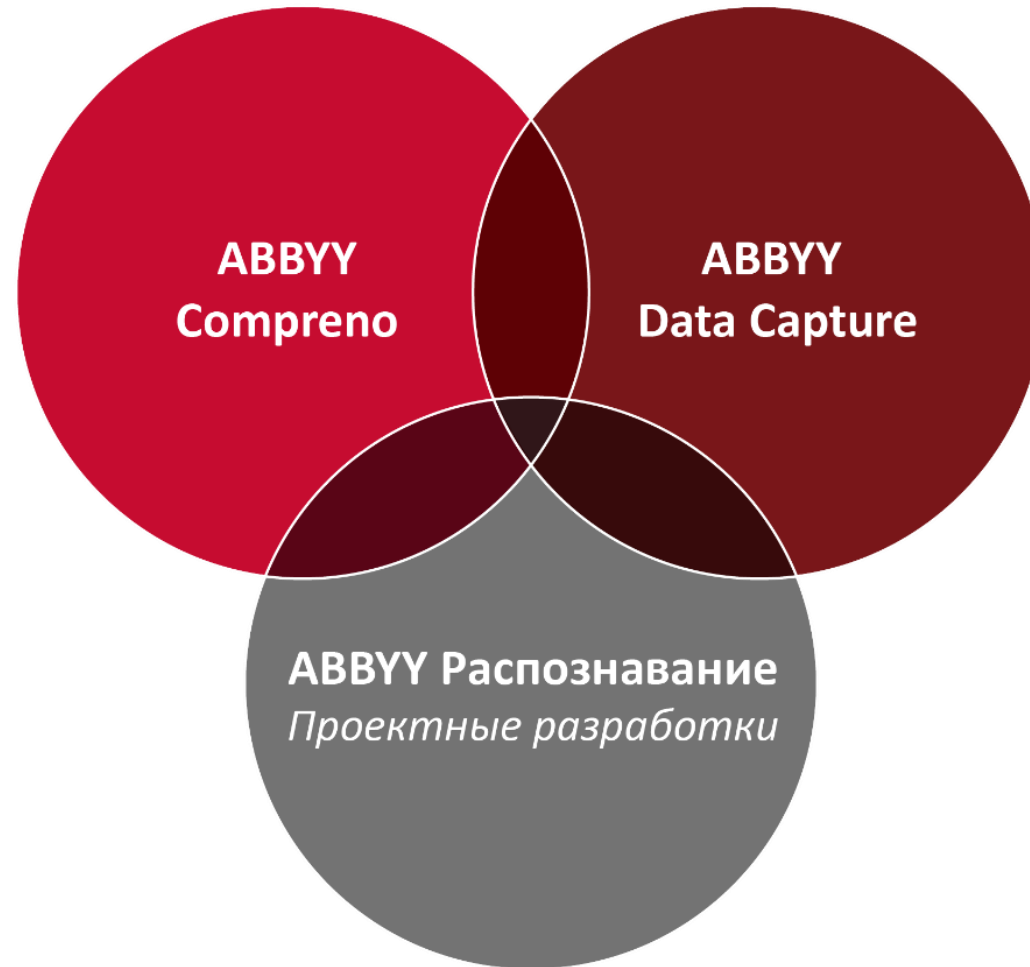 ABBYY
Compreno
ABBYY
Data Capture
ABBYY Распознавание
Проектные разработки